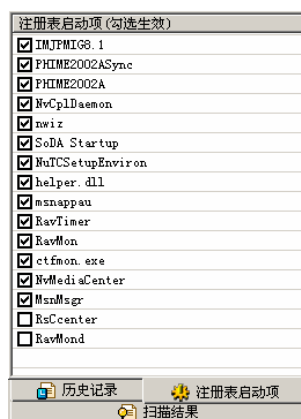 注册表启动项(勾选生效)
IMJPMIG8.1
PHIME2002ASync
PHIME2002A
NvCplDaemon
nwiz
SoDA Startup
NuTCSetupEnviron
helper.dll
msnappau
RavTimer
RavMon
ctfmon.exe
NvMediaCenter
MsnMsgr
RsCcenter
RavMond
历史记录
注册表启动项
扫描结果